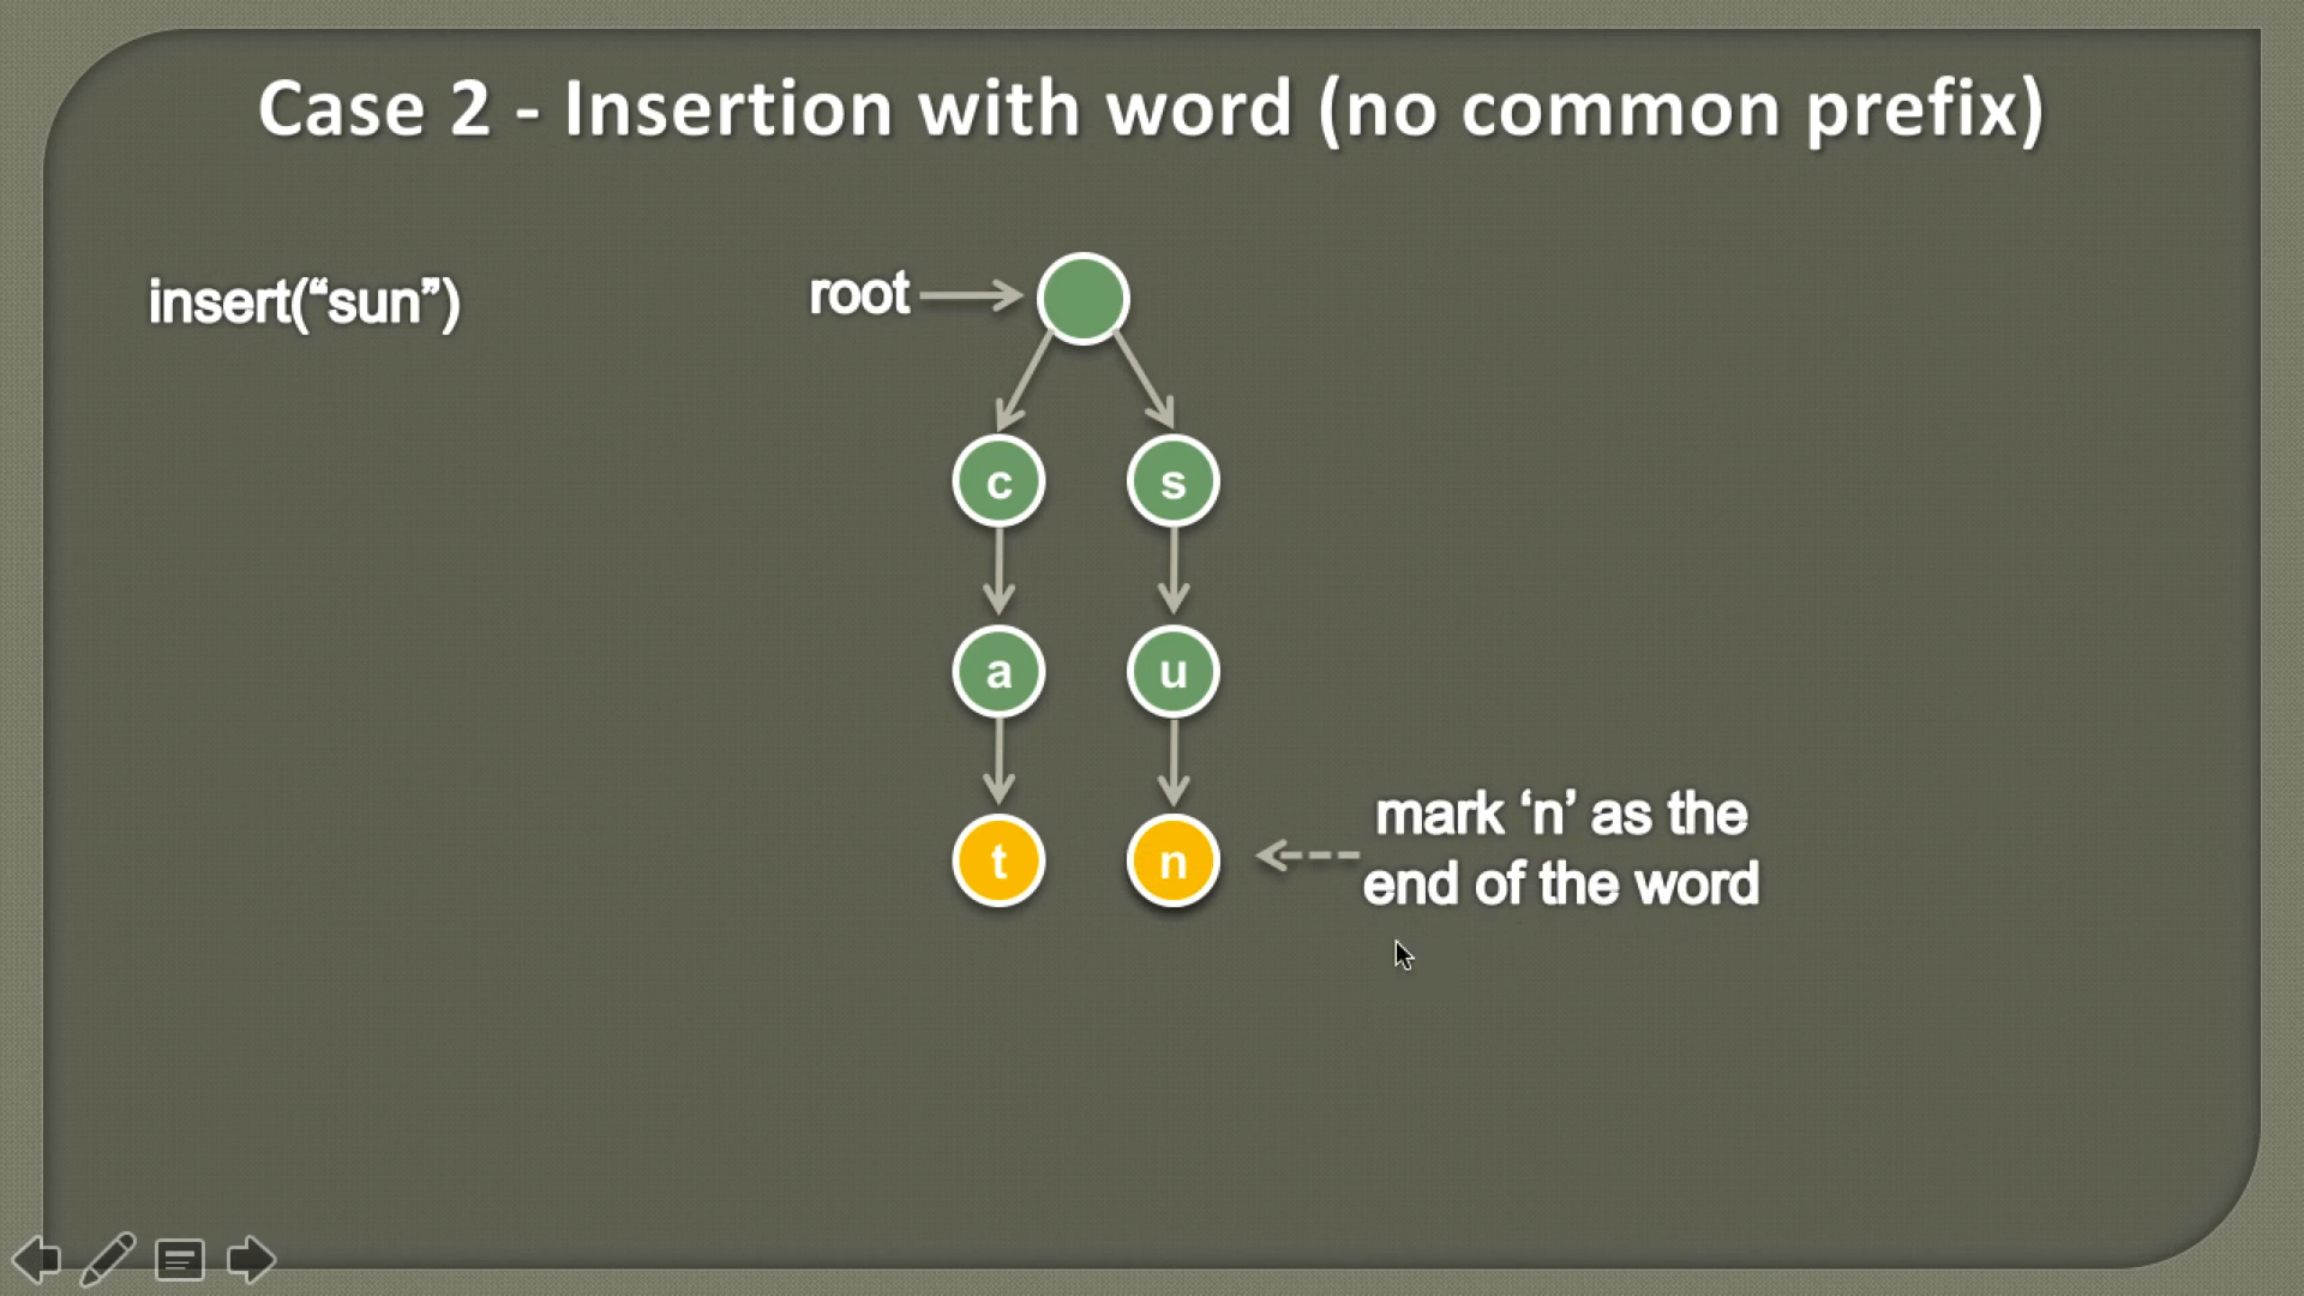 Case 2 - Insertion with word (no common prefix)
insert(“sun”)
root
c
s
a
u
t
n
mark ‘n’ as the
end of the word